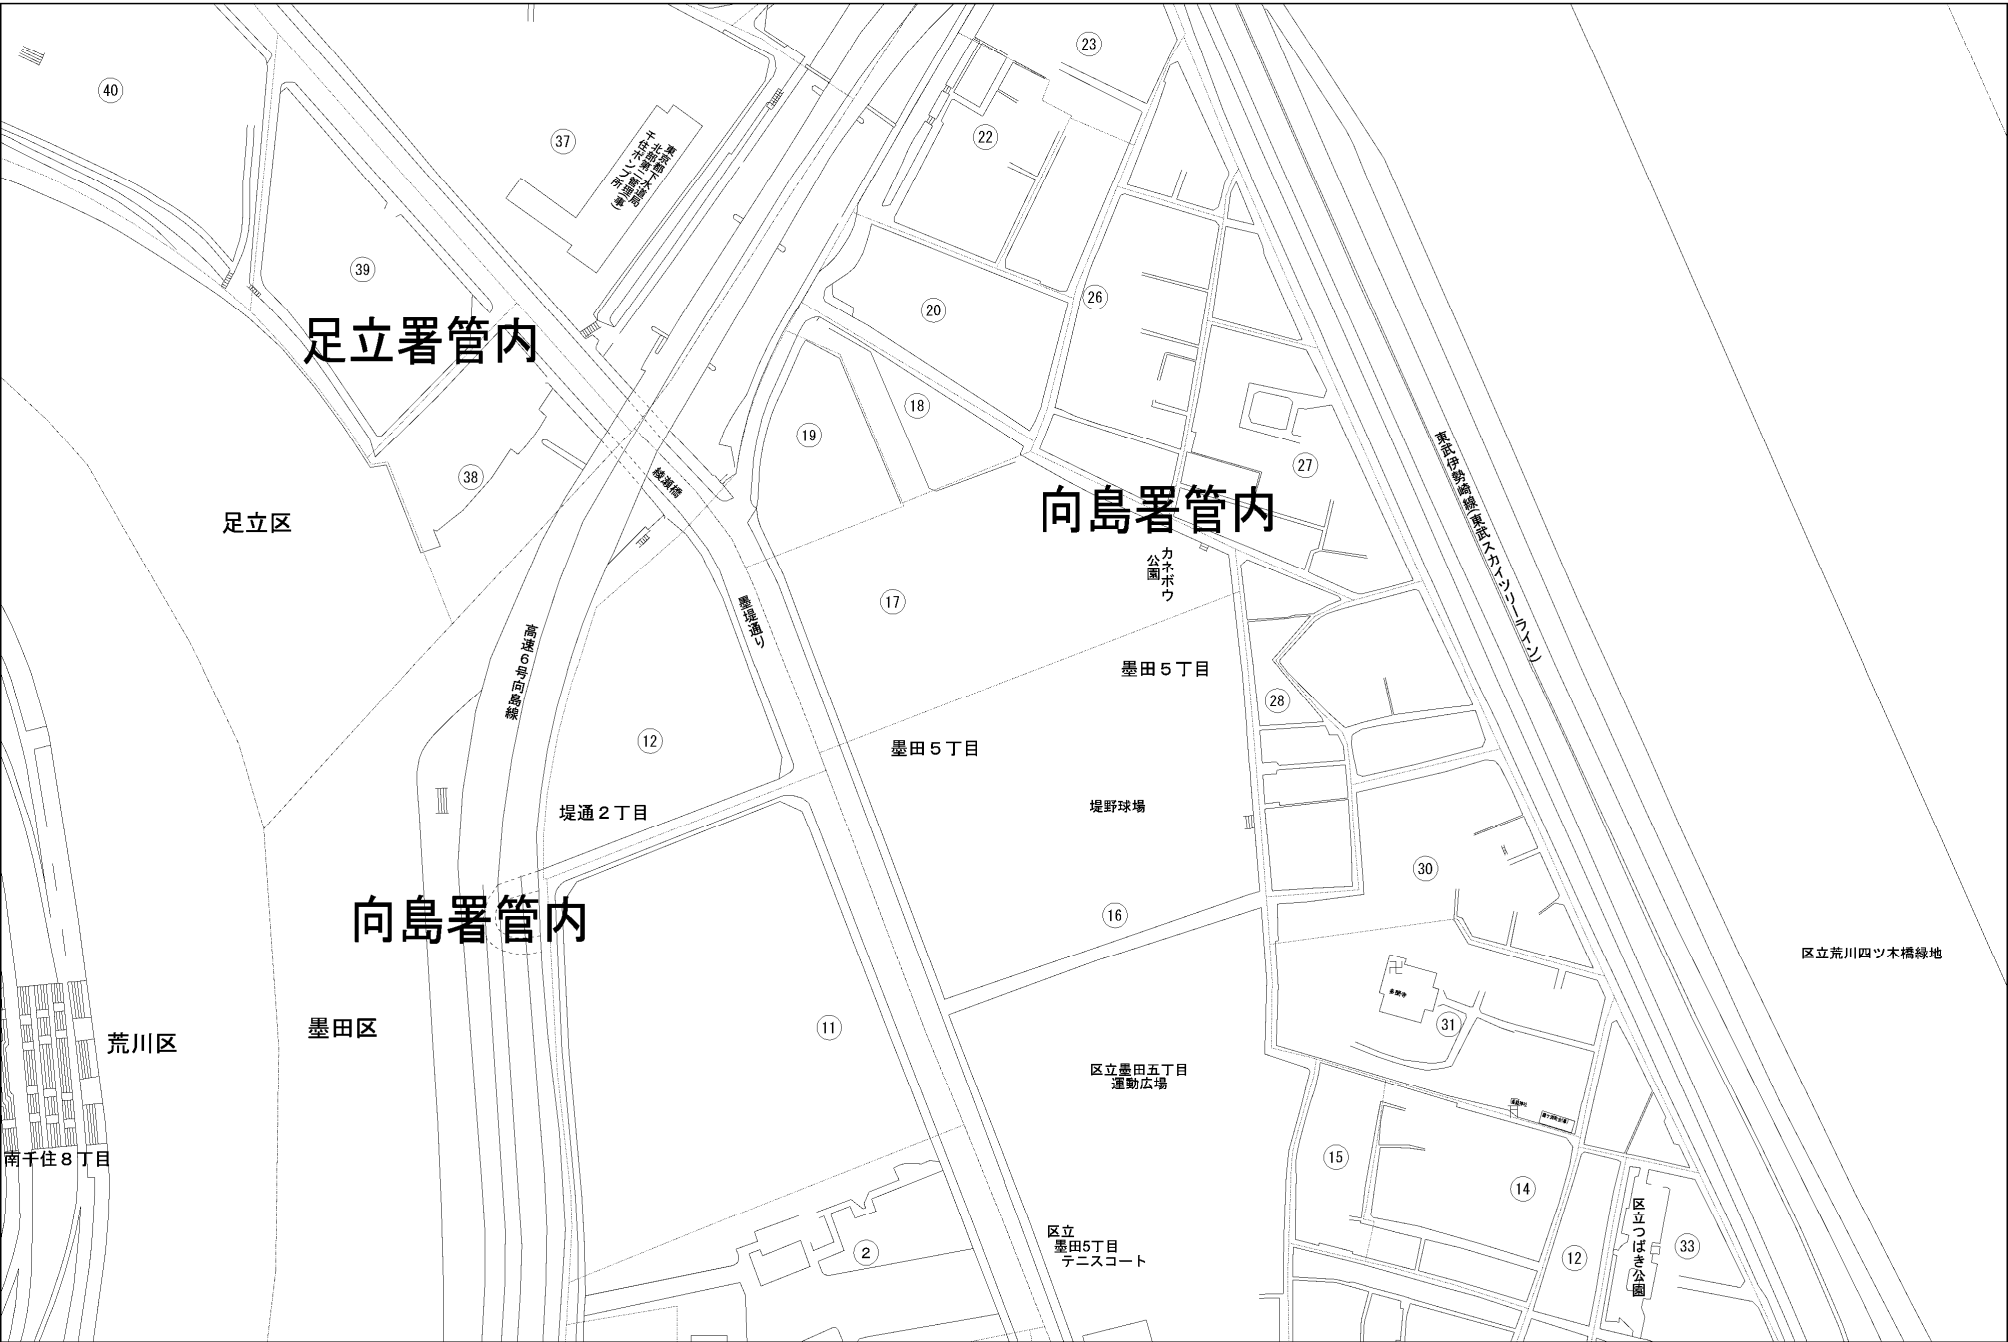 23
40
22
37
東京都下水道局
北部第二管理(事)
千住ポンプ所
39
26
20
足立署管内
18
19
27
東武伊勢崎線(東武スカイツリーライン)
38
綾瀬橋
向島署管内
足立区
カネボウ
公園
17
墨堤通り
高速6号向島線
墨田5丁目
28
12
墨田5丁目
堤野球場
堤通2丁目
30
向島署管内
16
区立荒川四ツ木橋緑地
多聞寺
31
11
墨田区
荒川区
区立墨田五丁目
運動広場
南千住8丁目
15
14
区立つばき公園
33
区立
墨田5丁目
テニスコート
2
12